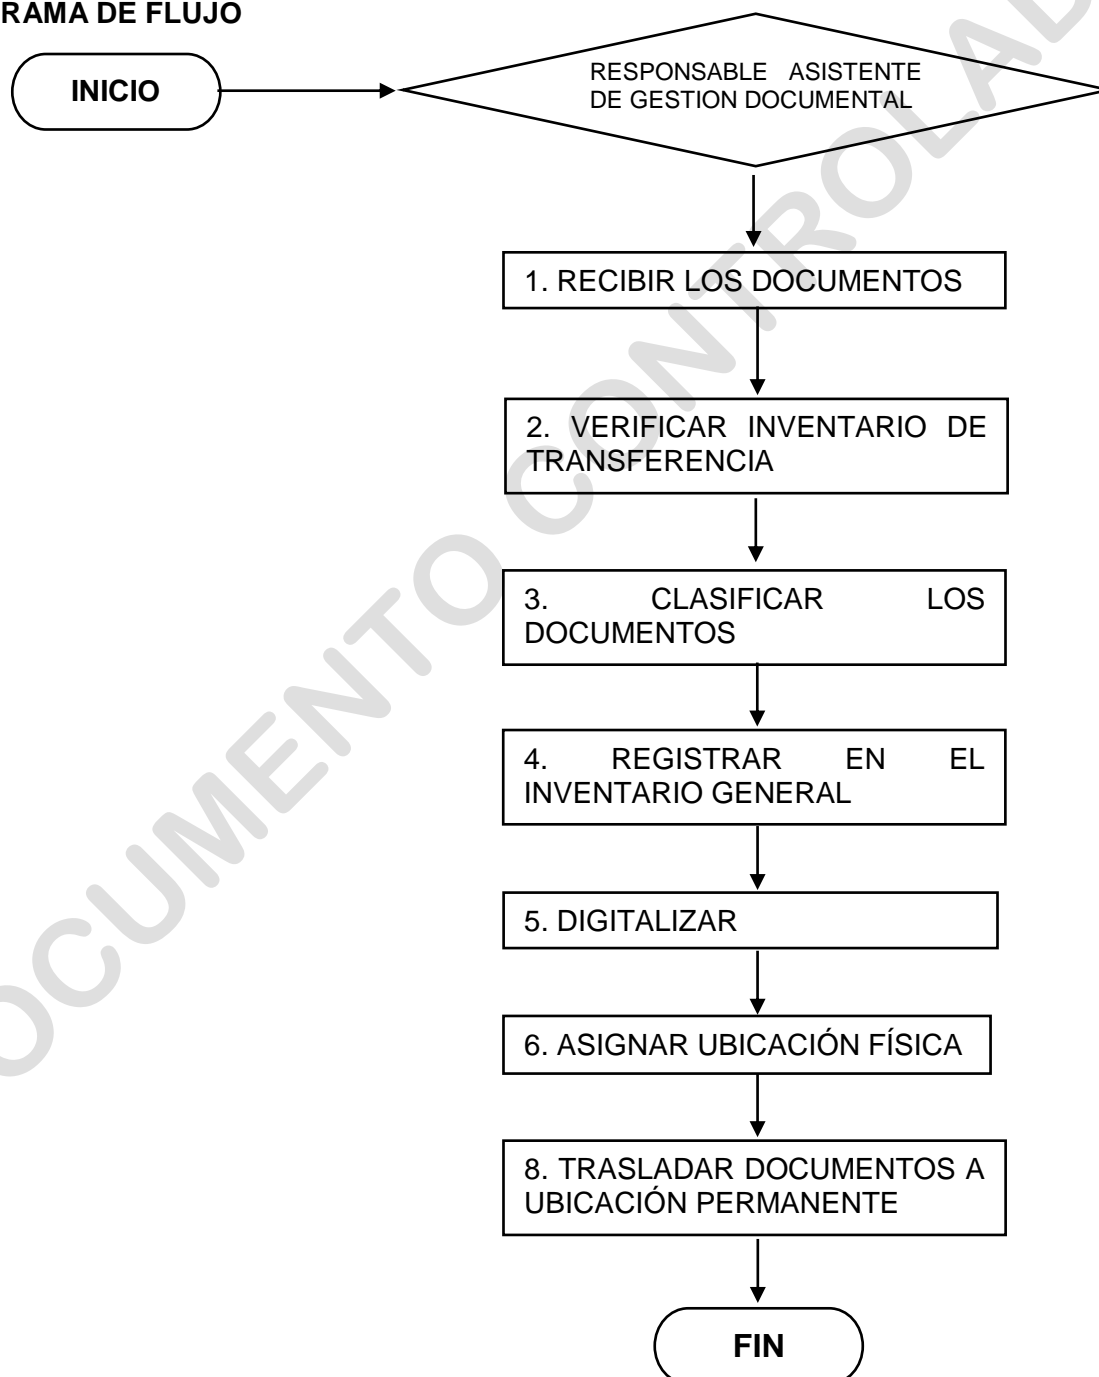 RAMA DE FLUJO
INICIO
RESPONSABLE ASISTENTE
DE GESTION DOCUMENTAL
1. RECIBIR LOS DOCUMENTOS
2. VERIFICAR INVENTARIO DE
TRANSFERENCIA
3. CLASIFICAR LOS
DOCUMENTOS
4. REGISTRAR EN EL
INVENTARIO GENERAL
5. DIGITALIZAR
6. ASIGNAR UBICACIÓN FÍSICA
8. TRASLADAR DOCUMENTOS A
UBICACIÓN PERMANENTE
FIN
OCUMENTO CONTROLAD